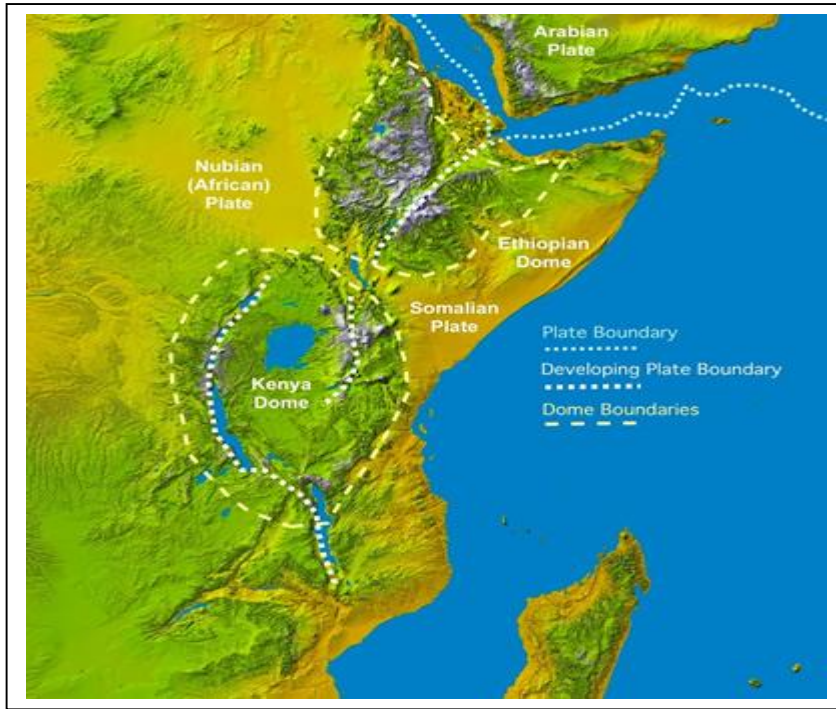 Arabian
Plate
Nubian
(African)
Plate
Ethiopian
Dome
Somalian
Plate
Kenya
Dome
Plate Boundary
Developing Plate Boundary
Dome Boundaries